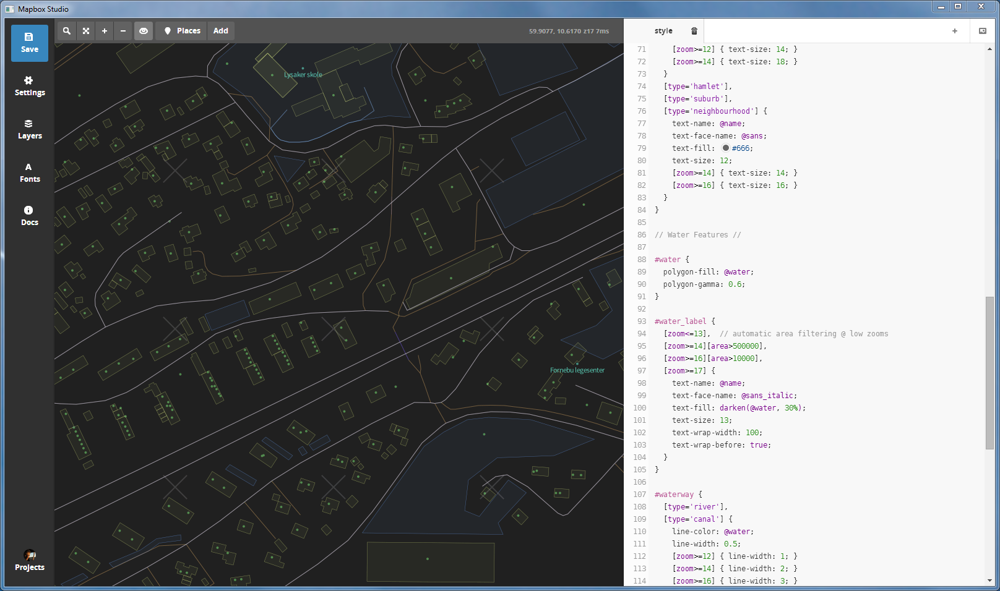 Mapbox Studio
Save
Settings
Layers
A
Fonts
Docs
Projects
Places
Add
59.9077, 10.6170 z17 7ms
Lysaker skole
Fornebu legesenter
style
71 [zoom>=12] { text-size: 14; }
72 [zoom>=14] { text-size: 18; }
73 }
74 [type='hamlet'],
75 [type='suburb'],
76 [type='neighbourhood'] {
77 text-name: @name;
78 text-face-name: @sans;
79 text-fill: #666;
80 text-size: 12;
81 [zoom>=14] { text-size: 14; }
82 [zoom>=16] { text-size: 16; }
83 }
84 }
85
86 // Water Features //
87
88 #water {
89 polygon-fill: @water;
90 polygon-gamma: 0.6;
91 }
92
93 #water_label {
94 [zoom<=13], // automatic area filtering @ low zooms
95 [zoom>=14][area>500000],
96 [zoom>=16][area>10000],
97 [zoom>=17] {
98 text-name: @name;
99 text-face-name: @sans_italic;
100 text-fill: darken(@water, 30%);
101 text-size: 13;
102 text-wrap-width: 100;
103 text-wrap-before: true;
104 }
105 }
106
107 #waterway {
108 [type='river'],
109 [type='canal'] {
110 line-color: @water;
111 line-width: 0.5;
112 [zoom>=12] { line-width: 1; }
113 [zoom>=14] { line-width: 2; }
114 [zoom>=16] { line-width: 3; }